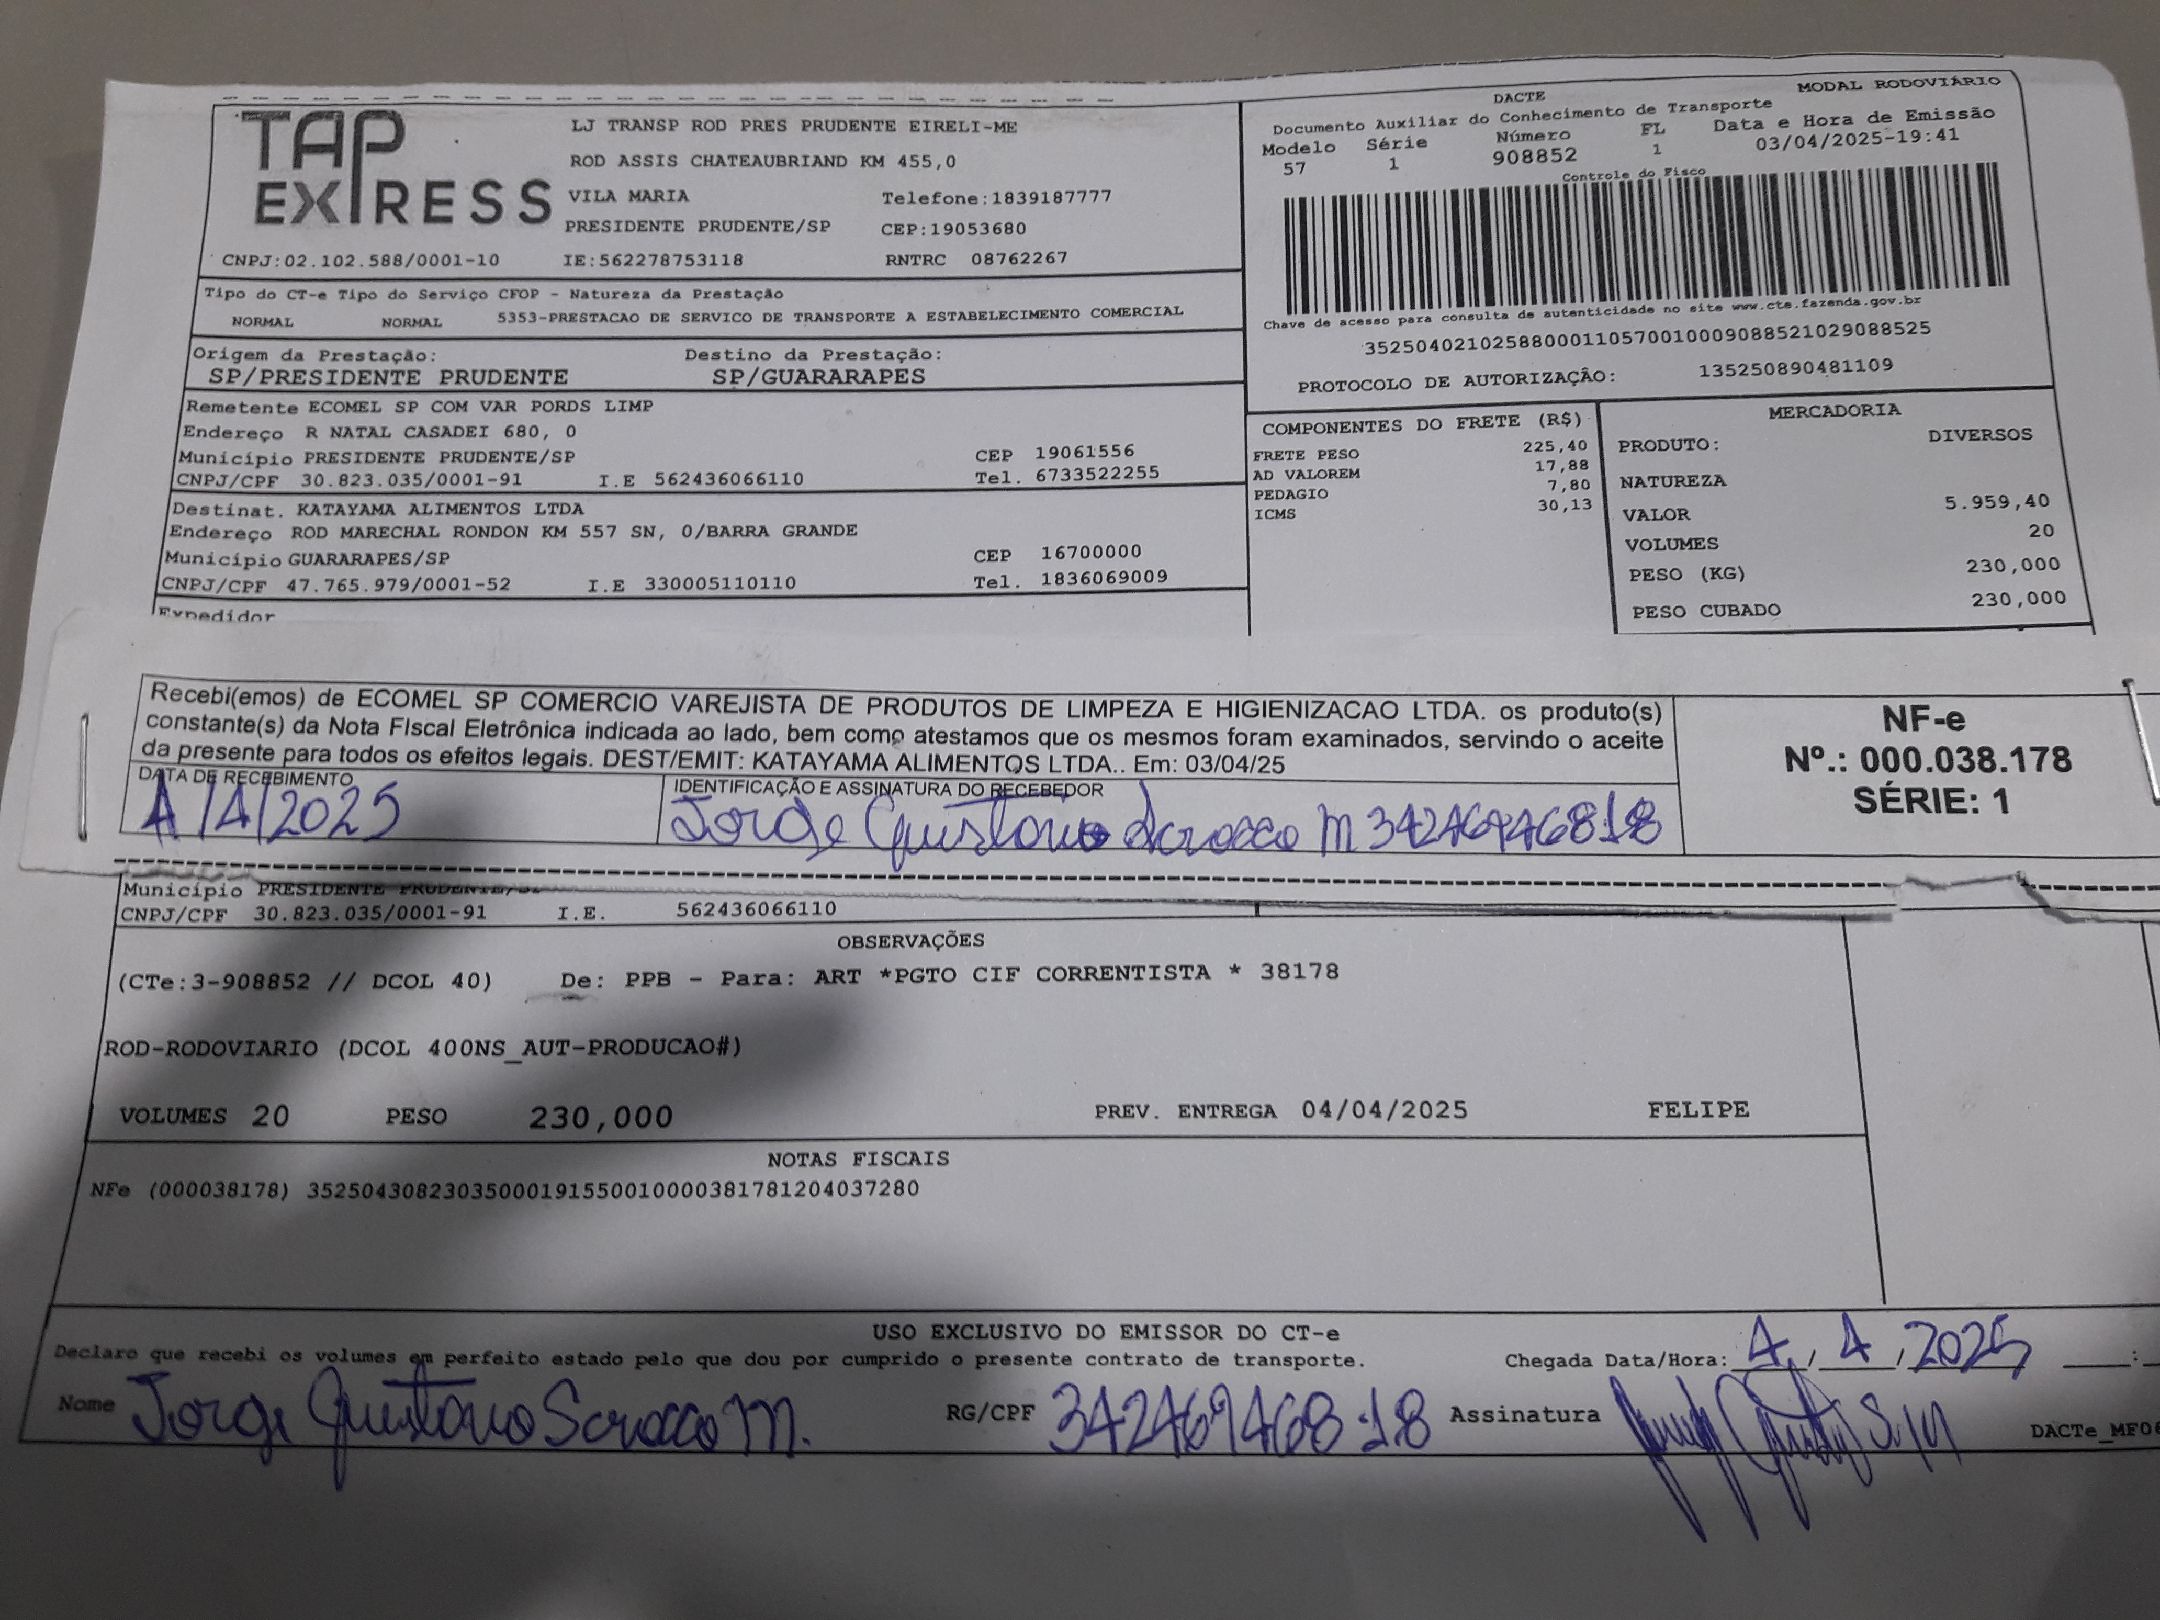 TAP EXPRESS
LJ TRANSP ROD PRES PRUDENTE EIRELI-ME
ROD ASSIS CHATEAUBRIAND KM 455,0
VILA MARIA Telefone:1839187777
PRESIDENTE PRUDENTE/SP CEP:19053680
CNPJ:02.102.588/0001-10 IE:562278753118 RNTRC 08762267
DACTE MODAL RODOVIÁRIO
Documento Auxiliar do Conhecimento de Transporte
Modelo Série Número FL Data e Hora de Emissão
57 1 908852 1 03/04/2025-19:41
Controle do Fisco
Chave de acesso para consulta de autenticidade no site www.cte.fazenda.gov.br
35250402102588000110570010009088521029088525
PROTOCOLO DE AUTORIZAÇÃO: 135250890481109
Tipo do CT-e Tipo do Serviço CFOP - Natureza da Prestação
NORMAL NORMAL 5353-PRESTACAO DE SERVICO DE TRANSPORTE A ESTABELECIMENTO COMERCIAL
Origem da Prestação: Destino da Prestação:
SP/PRESIDENTE PRUDENTE SP/GUARARAPES
Remetente ECOMEL SP COM VAR PORDS LIMP
Endereço R NATAL CASADEI 680, 0
Município PRESIDENTE PRUDENTE/SP CEP 19061556
CNPJ/CPF 30.823.035/0001-91 I.E 562436066110 Tel. 6733522255
Destinat. KATAYAMA ALIMENTOS LTDA
Endereço ROD MARECHAL RONDON KM 557 SN, 0/BARRA GRANDE
Município GUARARAPES/SP CEP 16700000
CNPJ/CPF 47.765.979/0001-52 I.E 330005110110 Tel. 1836069009
Expedidor
COMPONENTES DO FRETE (R$)
FRETE PESO 225,40
AD VALOREM 17,88
PEDAGIO 7,80
ICMS 30,13
MERCADORIA
PRODUTO: DIVERSOS
NATUREZA
VALOR 5.959,40
VOLUMES 20
PESO (KG) 230,000
PESO CUBADO 230,000
Recebi(emos) de ECOMEL SP COMERCIO VAREJISTA DE PRODUTOS DE LIMPEZA E HIGIENIZACAO LTDA. os produto(s)
constante(s) da Nota FIscal Eletrônica indicada ao lado, bem como atestamos que os mesmos foram examinados, servindo o aceite
da presente para todos os efeitos legais. DEST/EMIT: KATAYAMA ALIMENTOS LTDA.. Em: 03/04/25
DATA DE RECEBIMENTO IDENTIFICAÇÃO E ASSINATURA DO RECEBEDOR
4/4/2025 Jorge Gustavo Scrocco M 342469468-18
NF-e
Nº.: 000.038.178
SÉRIE: 1
Município PRESIDENTE PRUDENTE/SP
CNPJ/CPF 30.823.035/0001-91 I.E. 562436066110
OBSERVAÇÕES
(CTe:3-908852 // DCOL 40) De: PPB - Para: ART *PGTO CIF CORRENTISTA * 38178
ROD-RODOVIARIO (DCOL 400NS_AUT-PRODUCAO#)
VOLUMES 20 PESO 230,000 PREV. ENTREGA 04/04/2025 FELIPE
NOTAS FISCAIS
NFe (000038178) 35250430823035000191550010000381781204037280
USO EXCLUSIVO DO EMISSOR DO CT-e
Declaro que recebi os volumes em perfeito estado pelo que dou por cumprido o presente contrato de transporte. Chegada Data/Hora: 4/4/2025 :
Nome Jorge Gustavo Scrocco M. RG/CPF 342469468-18 Assinatura
DACTe_MF06